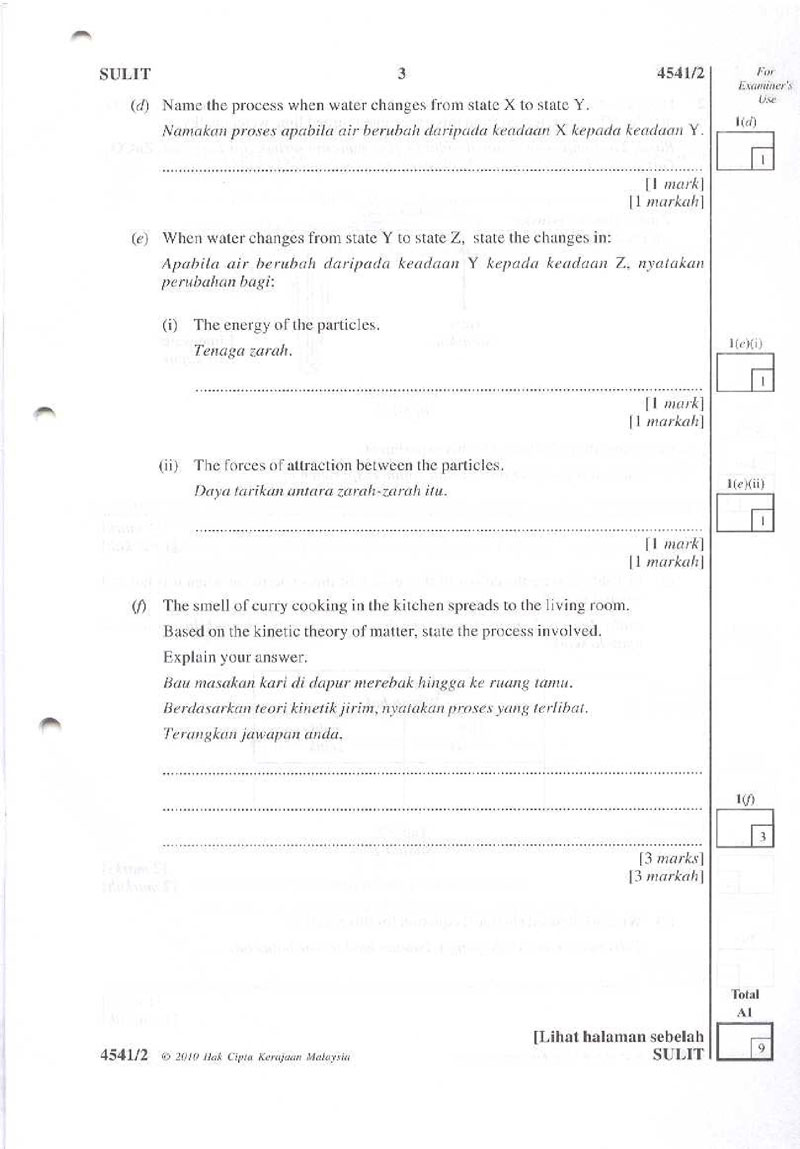 SULIT 3 4541/2
For
Examiner's
Use
(d) Name the process when water changes from state X to state Y.
1(d)
Namakan proses apabila air berubah daripada keadaan X kepada keadaan Y.
1
[1 mark]
[1 markah]
(e) When water changes from state Y to state Z, state the changes in:
Apabila air berubah daripada keadaan Y kepada keadaan Z, nyatakan
perubahan bagi:
(i) The energy of the particles.
1(e)(i)
Tenaga zarah.
1
[1 mark]
[1 markah]
(ii) The forces of attraction between the particles.
1(e)(ii)
Daya tarikan antara zarah-zarah itu.
1
[1 mark]
[1 markah]
(f) The smell of curry cooking in the kitchen spreads to the living room.
Based on the kinetic theory of matter, state the process involved.
Explain your answer.
Bau masakan kari di dapur merebak hingga ke ruang tamu.
Berdasarkan teori kinetik jirim, nyatakan proses yang terlibat.
Terangkan jawapan anda.
1(f)
3
[3 marks]
[3 markah]
Total
A1
9
[Lihat halaman sebelah
4541/2 © 2010 Hak Cipta Kerajaan Malaysia SULIT